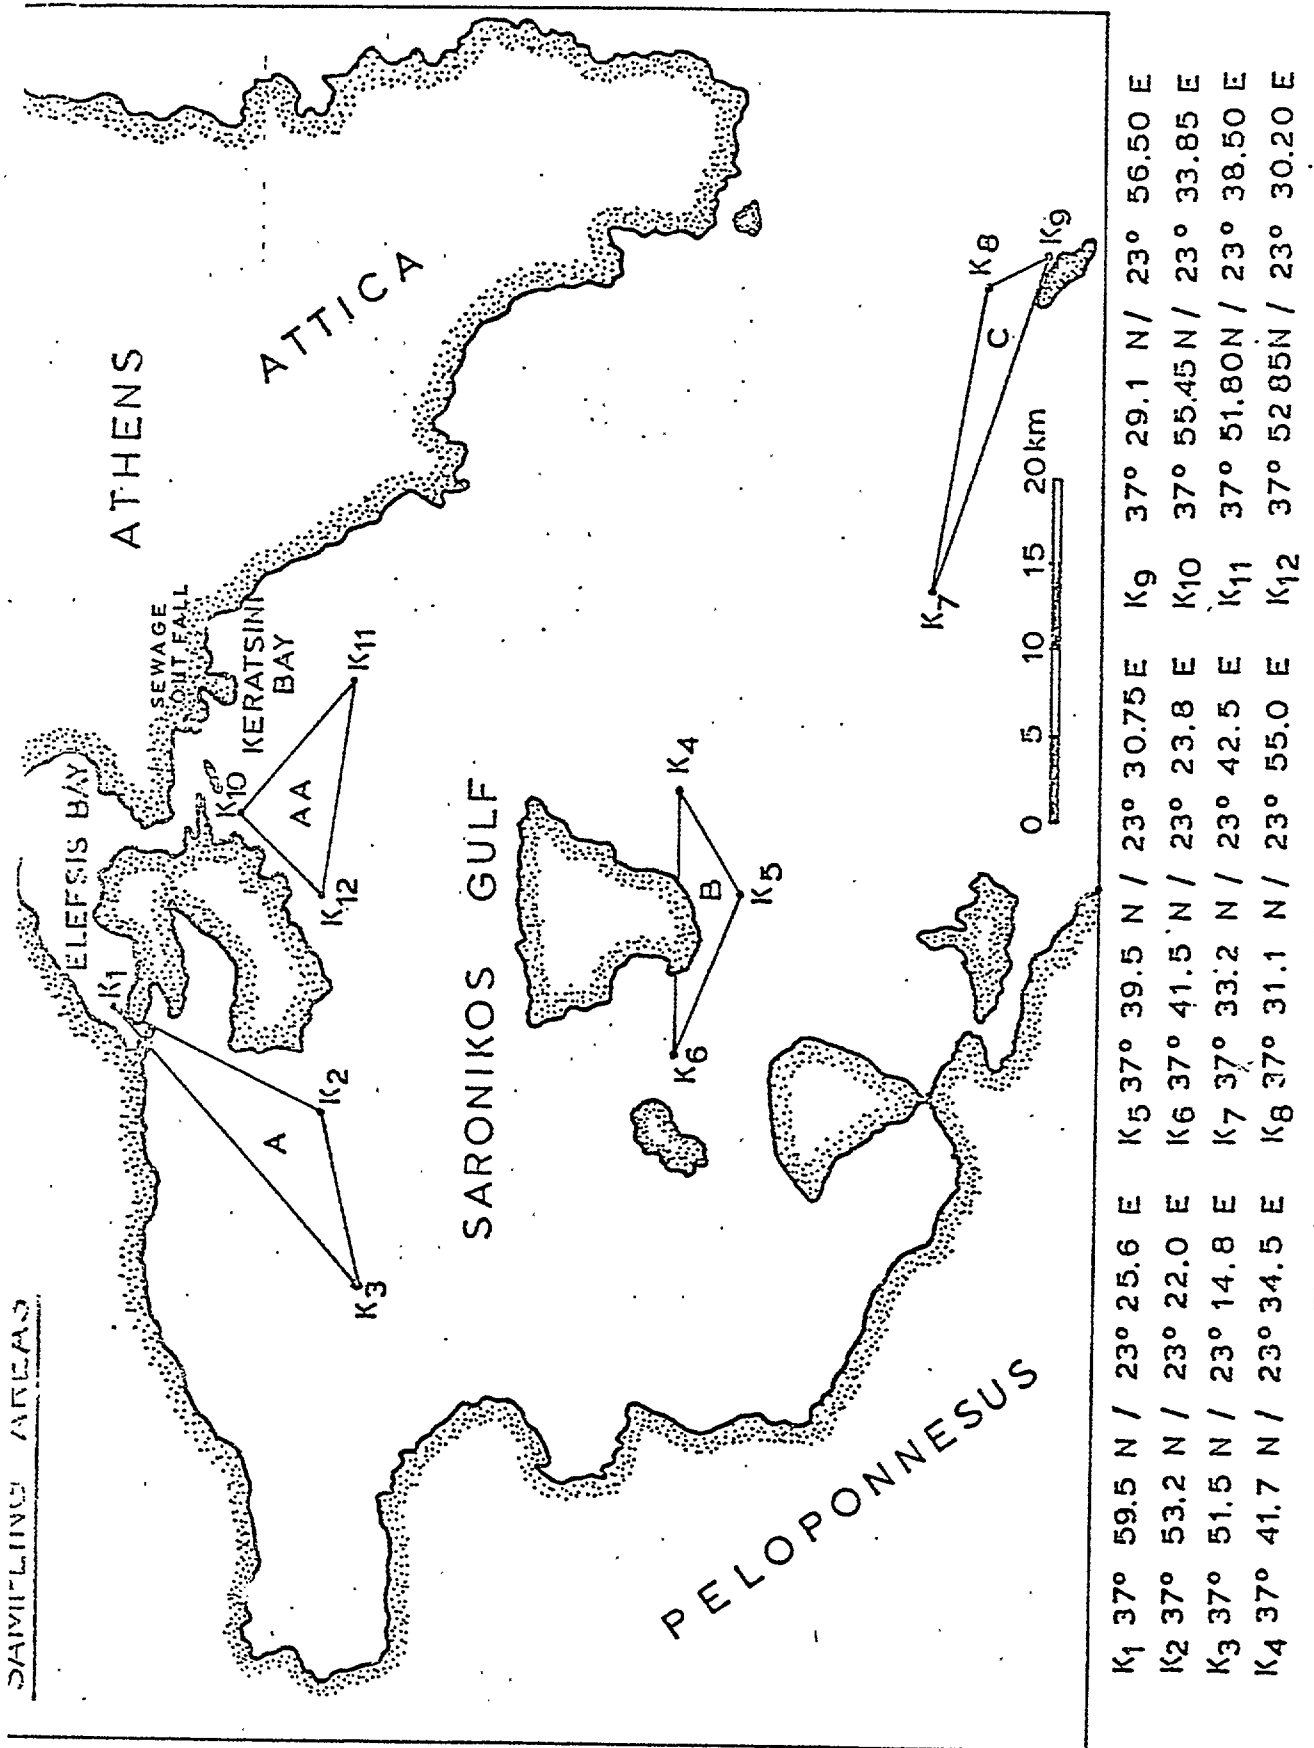 SAMPLING AREAS
ATHENS
ATTICA
ELEFSIS BAY
SEWAGE
OUT FALL
KERATSINI
BAY
K1
K10
K12
K11
AA
K2
A
K3
SARONIKOS GULF
K4
B
K5
K6
K8
K9
C
K7
0 5 10 15 20km
PELOPONNESUS
K1 37° 59.5 N / 23° 25.6 E K5 37° 39.5 N / 23° 30.75 E K9 37° 29.1 N / 23° 56.50 E
K2 37° 53.2 N / 23° 22.0 E K6 37° 41.5 N / 23° 23.8 E K10 37° 55.45 N / 23° 33.85 E
K3 37° 51.5 N / 23° 14.8 E K7 37° 33.2 N / 23° 42.5 E K11 37° 51.80N / 23° 38.50 E
K4 37° 41.7 N / 23° 34.5 E K8 37° 31.1 N / 23° 55.0 E K12 37° 52.85N / 23° 30.20 E